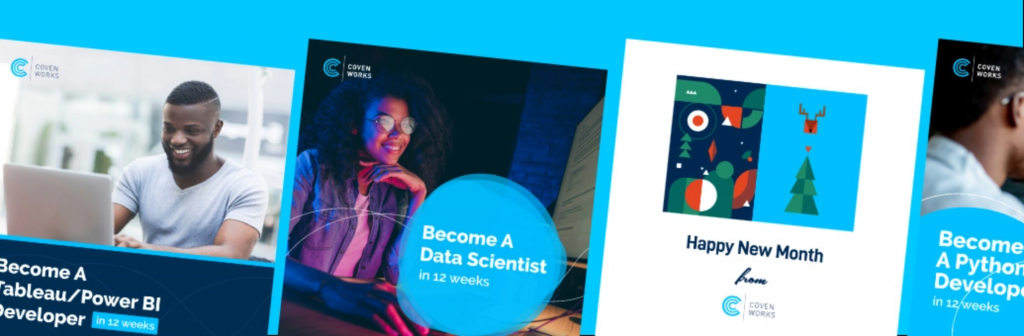 COVEN
WORKS
Become A
Tableau/Power BI
Developer in 12 weeks
COVEN
WORKS
Become A
Data Scientist
in 12 weeks
Happy New Month
from
COVEN
WORKS
COVEN
WORKS
Become
A Python
Develope
in 12 weeks